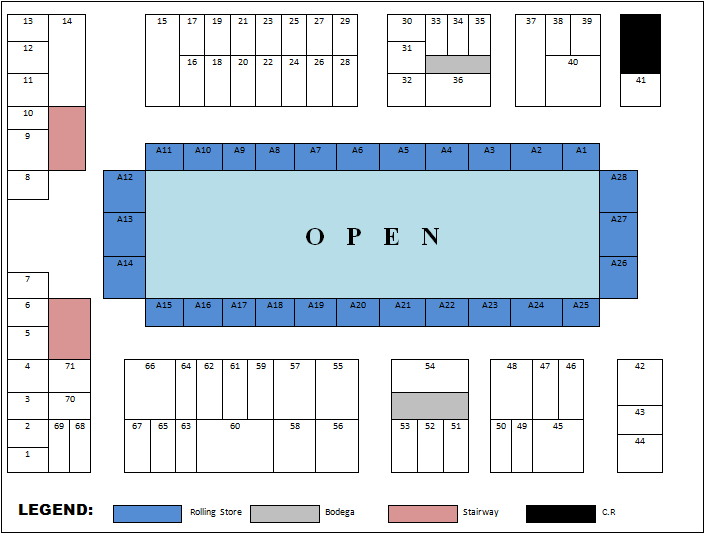 13 14 15 17 19 21 23 25 27 29 30 33 34 35 37 38 39
12 31
16 18 20 22 24 26 28 40
11 32 36 41
10
9
A11 A10 A9 A8 A7 A6 A5 A4 A3 A2 A1
8 A12 A28
A13 A27
O P E N
A14 A26
7
6 A15 A16 A17 A18 A19 A20 A21 A22 A23 A24 A25
5
4 71 66 64 62 61 59 57 55 54 48 47 46 42
3 70
43
2 69 68 67 65 63 60 58 56 53 52 51 50 49 45
44
1
LEGEND: Rolling Store Bodega Stairway C.R